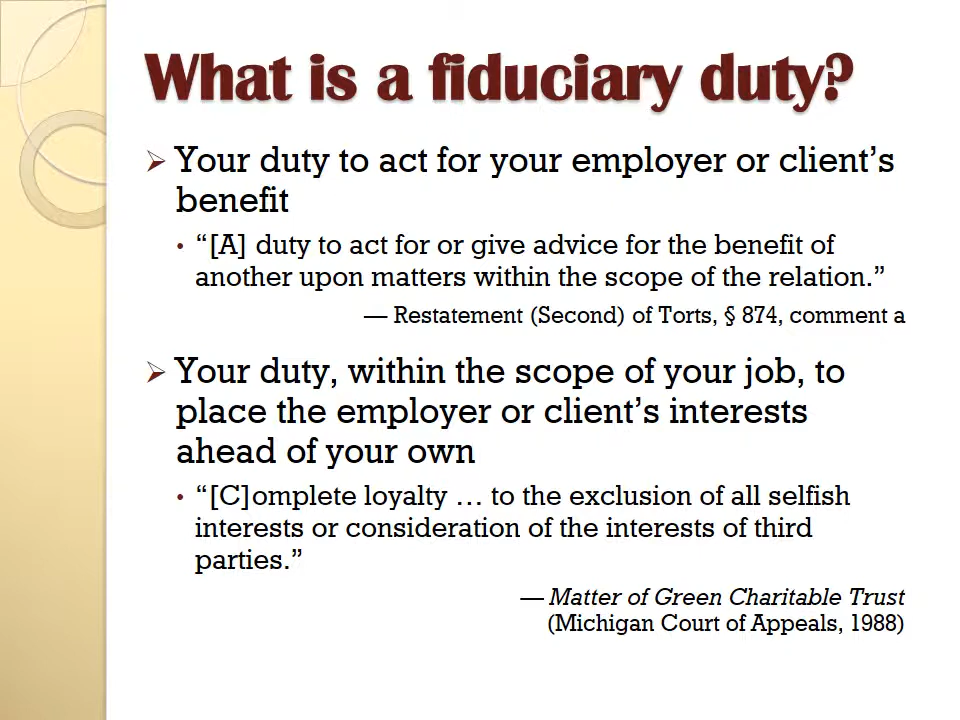 What is a fiduciary duty?
➢ Your duty to act for your employer or client’s
benefit
• “[A] duty to act for or give advice for the benefit of
another upon matters within the scope of the relation.”
— Restatement (Second) of Torts, § 874, comment a
➢ Your duty, within the scope of your job, to
place the employer or client’s interests
ahead of your own
• “[C]omplete loyalty … to the exclusion of all selfish
interests or consideration of the interests of third
parties.”
— Matter of Green Charitable Trust
(Michigan Court of Appeals, 1988)